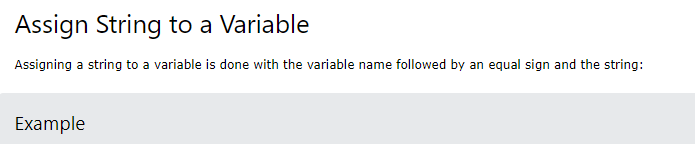 Assign String to a Variable
Assigning a string to a variable is done with the variable name followed by an equal sign and the string:
Example